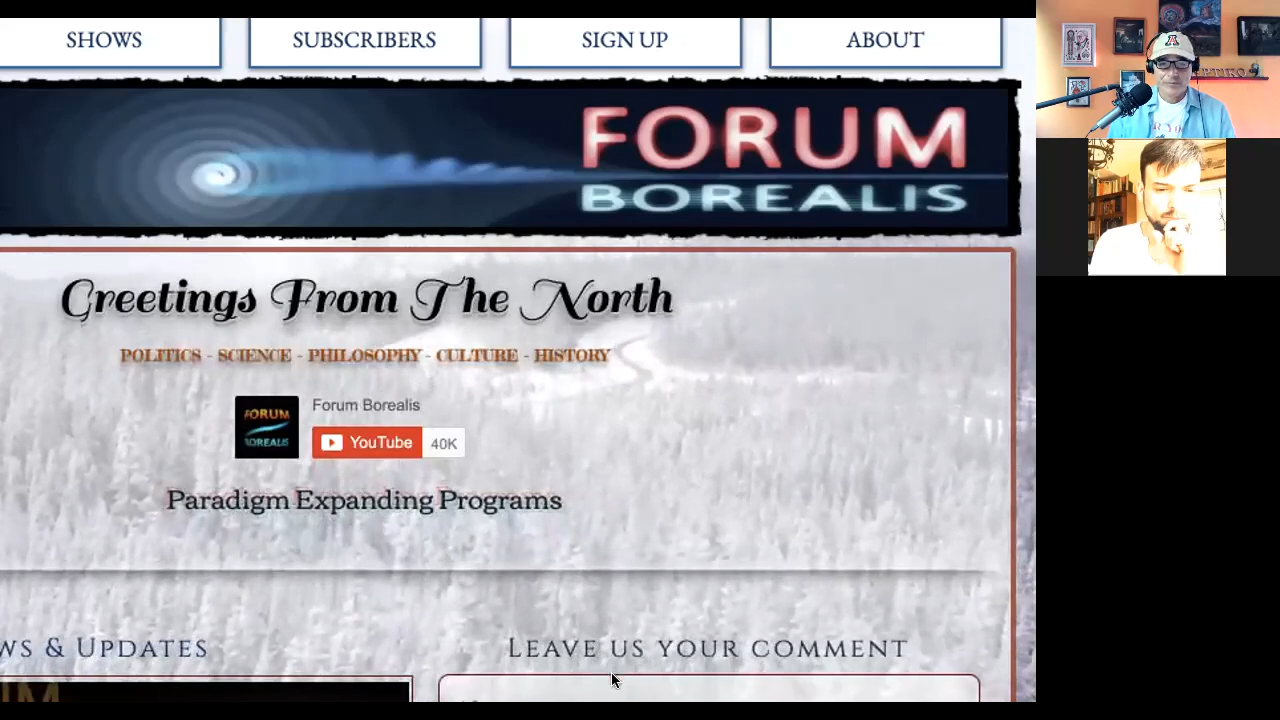 SHOWS
SUBSCRIBERS
SIGN UP
ABOUT
FORUM
BOREALIS
Greetings From The North
POLITICS - SCIENCE - PHILOSOPHY - CULTURE - HISTORY
FORUM
BOREALIS
Forum Borealis
YouTube 40K
Paradigm Expanding Programs
WS & UPDATES
LEAVE US YOUR COMMENT